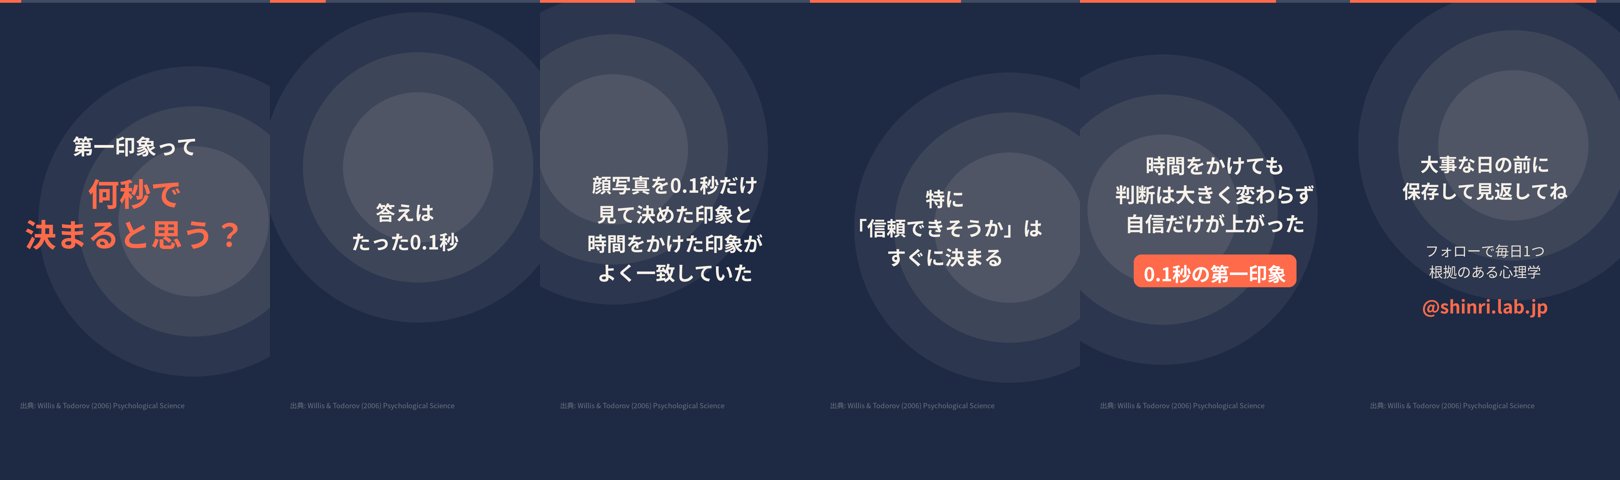 第一印象って
何秒で
決まると思う？
出典: Willis & Todorov (2006) Psychological Science
答えは
たった0.1秒
出典: Willis & Todorov (2006) Psychological Science
顔写真を0.1秒だけ
見て決めた印象と
時間をかけた印象が
よく一致していた
出典: Willis & Todorov (2006) Psychological Science
特に
「信頼できそうか」は
すぐに決まる
出典: Willis & Todorov (2006) Psychological Science
時間をかけても
判断は大きく変わらず
自信だけが上がった
0.1秒の第一印象
出典: Willis & Todorov (2006) Psychological Science
大事な日の前に
保存して見返してね
フォローで毎日1つ
根拠のある心理学
@shinri.lab.jp
出典: Willis & Todorov (2006) Psychological Science